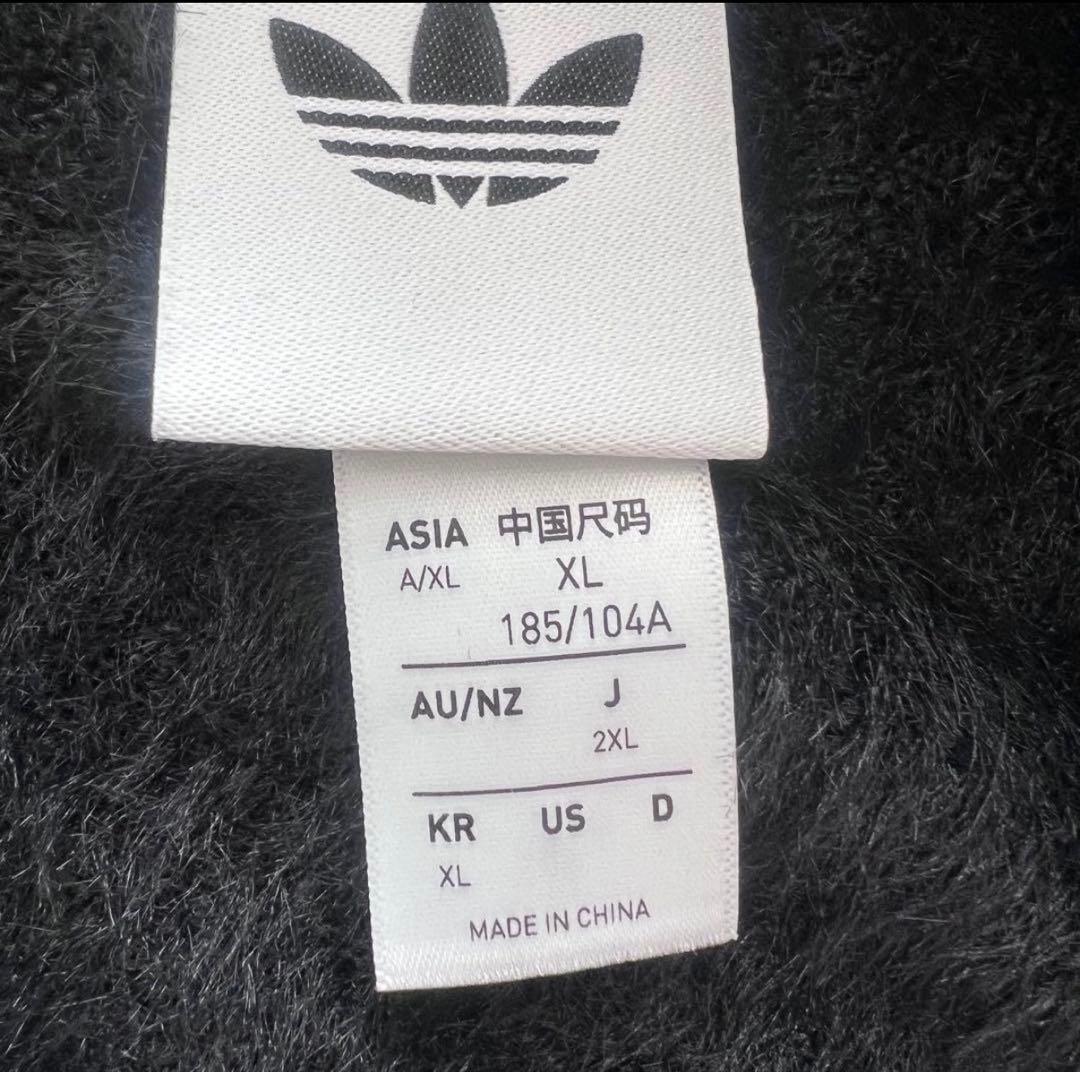 ASIA 中国尺码
A/XL XL
185/104A
AU/NZ J
2XL
KR US D
XL
MADE IN CHINA